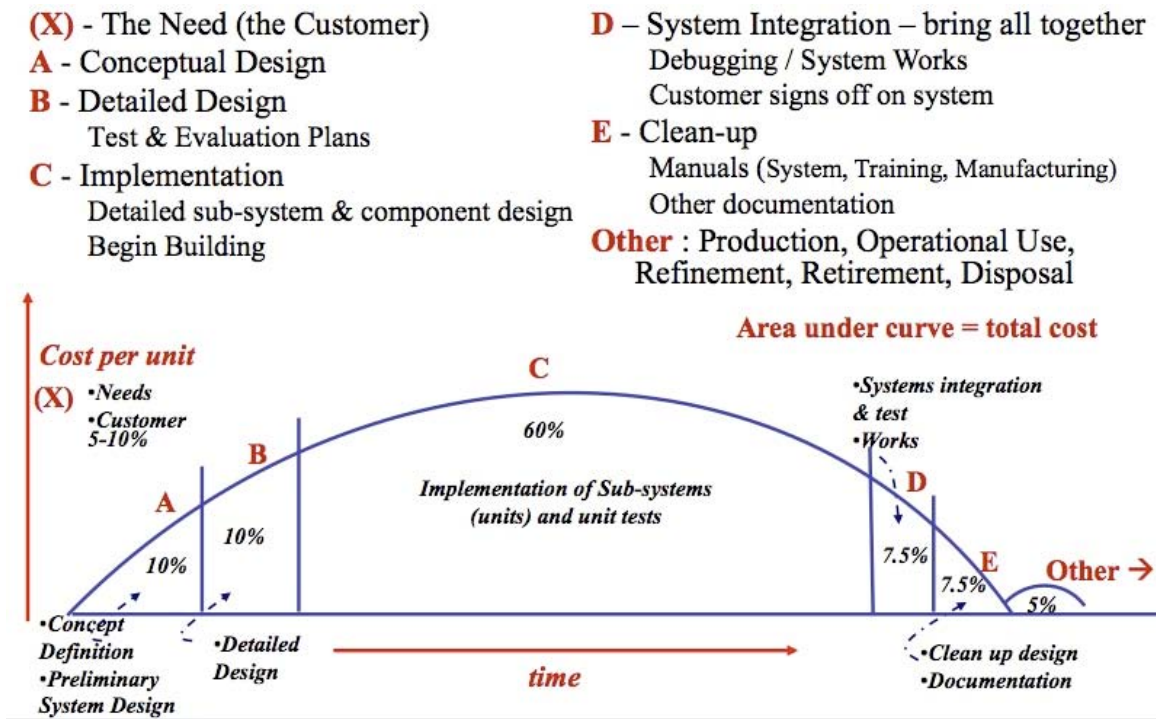 (X) - The Need (the Customer)
A - Conceptual Design
B - Detailed Design
Test & Evaluation Plans
C - Implementation
Detailed sub-system & component design
Begin Building
D – System Integration – bring all together
Debugging / System Works
Customer signs off on system
E - Clean-up
Manuals (System, Training, Manufacturing)
Other documentation
Other : Production, Operational Use,
Refinement, Retirement, Disposal
Area under curve = total cost
Cost per unit
(X)
•Needs
•Customer
5-10%
A
10%
B
10%
C
60%
Implementation of Sub-systems
(units) and unit tests
•Systems integration
& test
•Works
D
7.5%
E
7.5%
Other →
5%
•Concept
Definition
•Preliminary
System Design
•Detailed
Design
time
•Clean up design
•Documentation